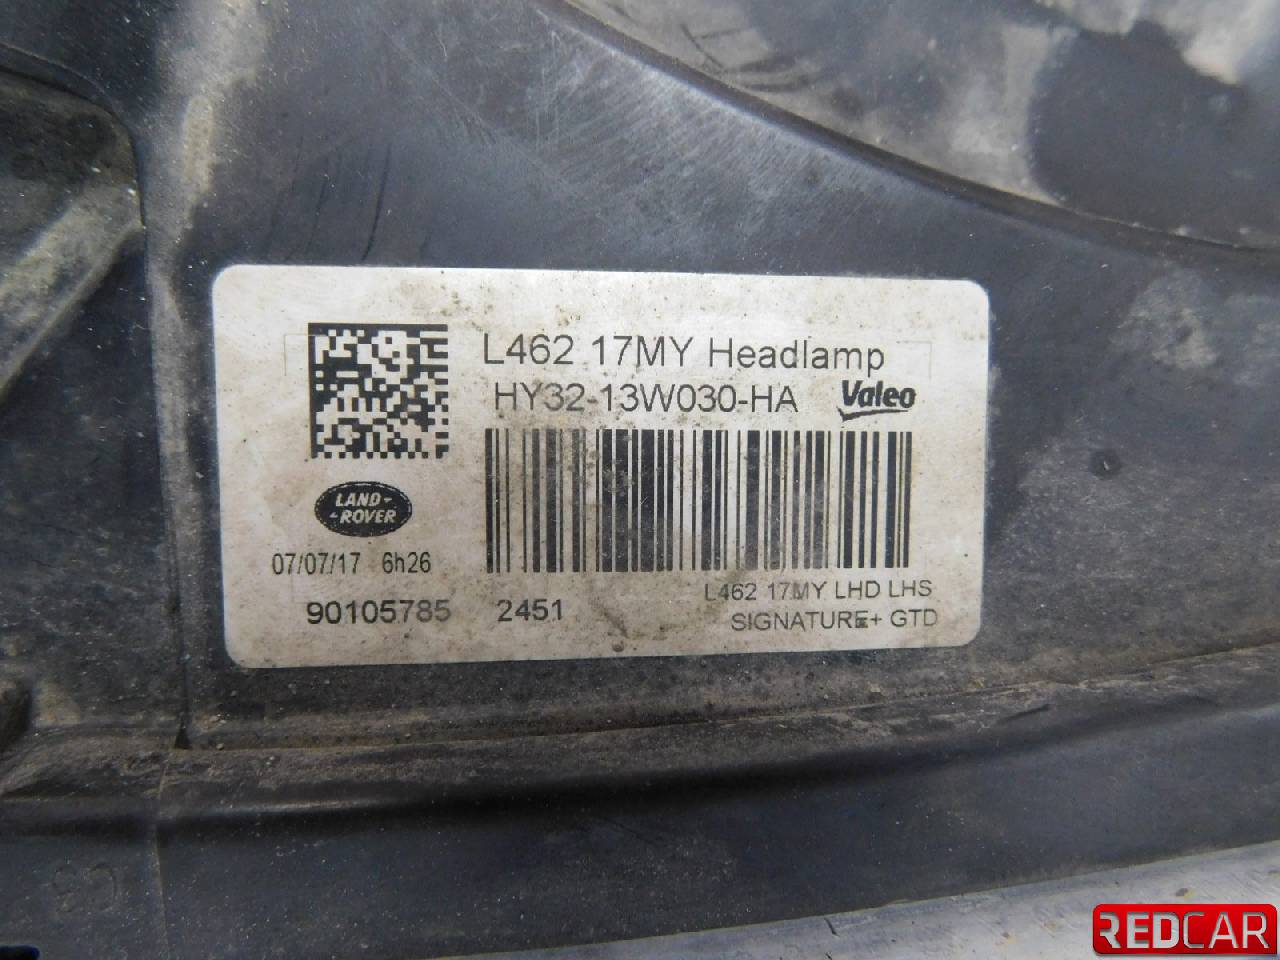 L462 17MY Headlamp
HY32-13W030-HA
Valeo
LAND-
-ROVER
07/07/17 6h26
90105785 2451
L462 17MY LHD LHS
SIGNATURE+ GTD
REDCAR